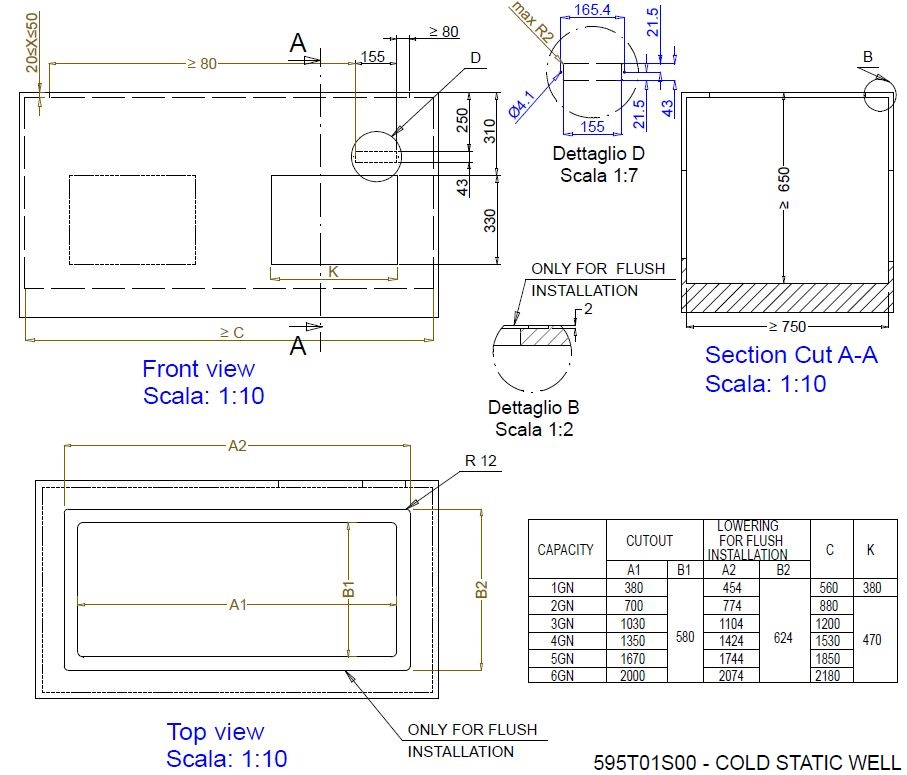 20≤X≤50
≥ 80
A
155
≥ 80
D
250
310
43
330
K
≥ C
A
Front view
Scala: 1:10
max R2
165.4
21.5
Ø4.1
155
21.5
43
Dettaglio D
Scala 1:7
B
≥ 650
≥ 750
Section Cut A-A
Scala: 1:10
ONLY FOR FLUSH
INSTALLATION
2
Dettaglio B
Scala 1:2
A2
R 12
A1
B1
B2
ONLY FOR FLUSH
INSTALLATION
Top view
Scala: 1:10
CAPACITY CUTOUT LOWERING FOR FLUSH INSTALLATION C K
A1 B1 A2 B2
1GN 380 454 560 380
2GN 700 774 880
3GN 1030 1104 1200
4GN 1350 580 1424 624 1530 470
5GN 1670 1744 1850
6GN 2000 2074 2180
595T01S00 - COLD STATIC WELL